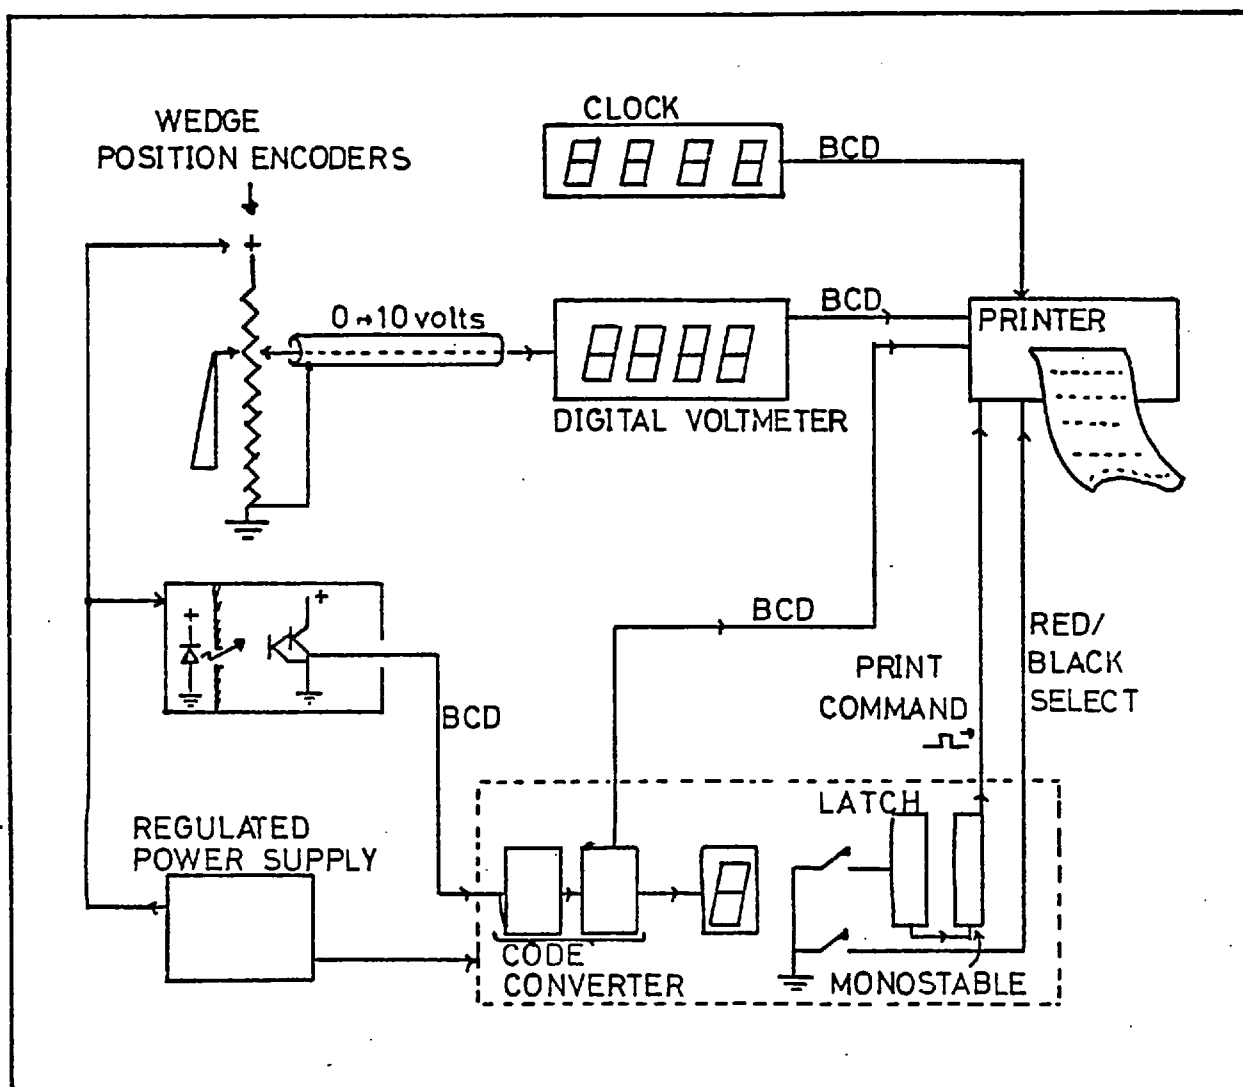 CLOCK
WEDGE
POSITION ENCODERS
BCD
+
0→10 volts
BCD
PRINTER
DIGITAL VOLTMETER
+
+
BCD
RED/
BLACK
SELECT
PRINT
COMMAND
BCD
LATCH
REGULATED
POWER SUPPLY
CODE
CONVERTER
MONOSTABLE